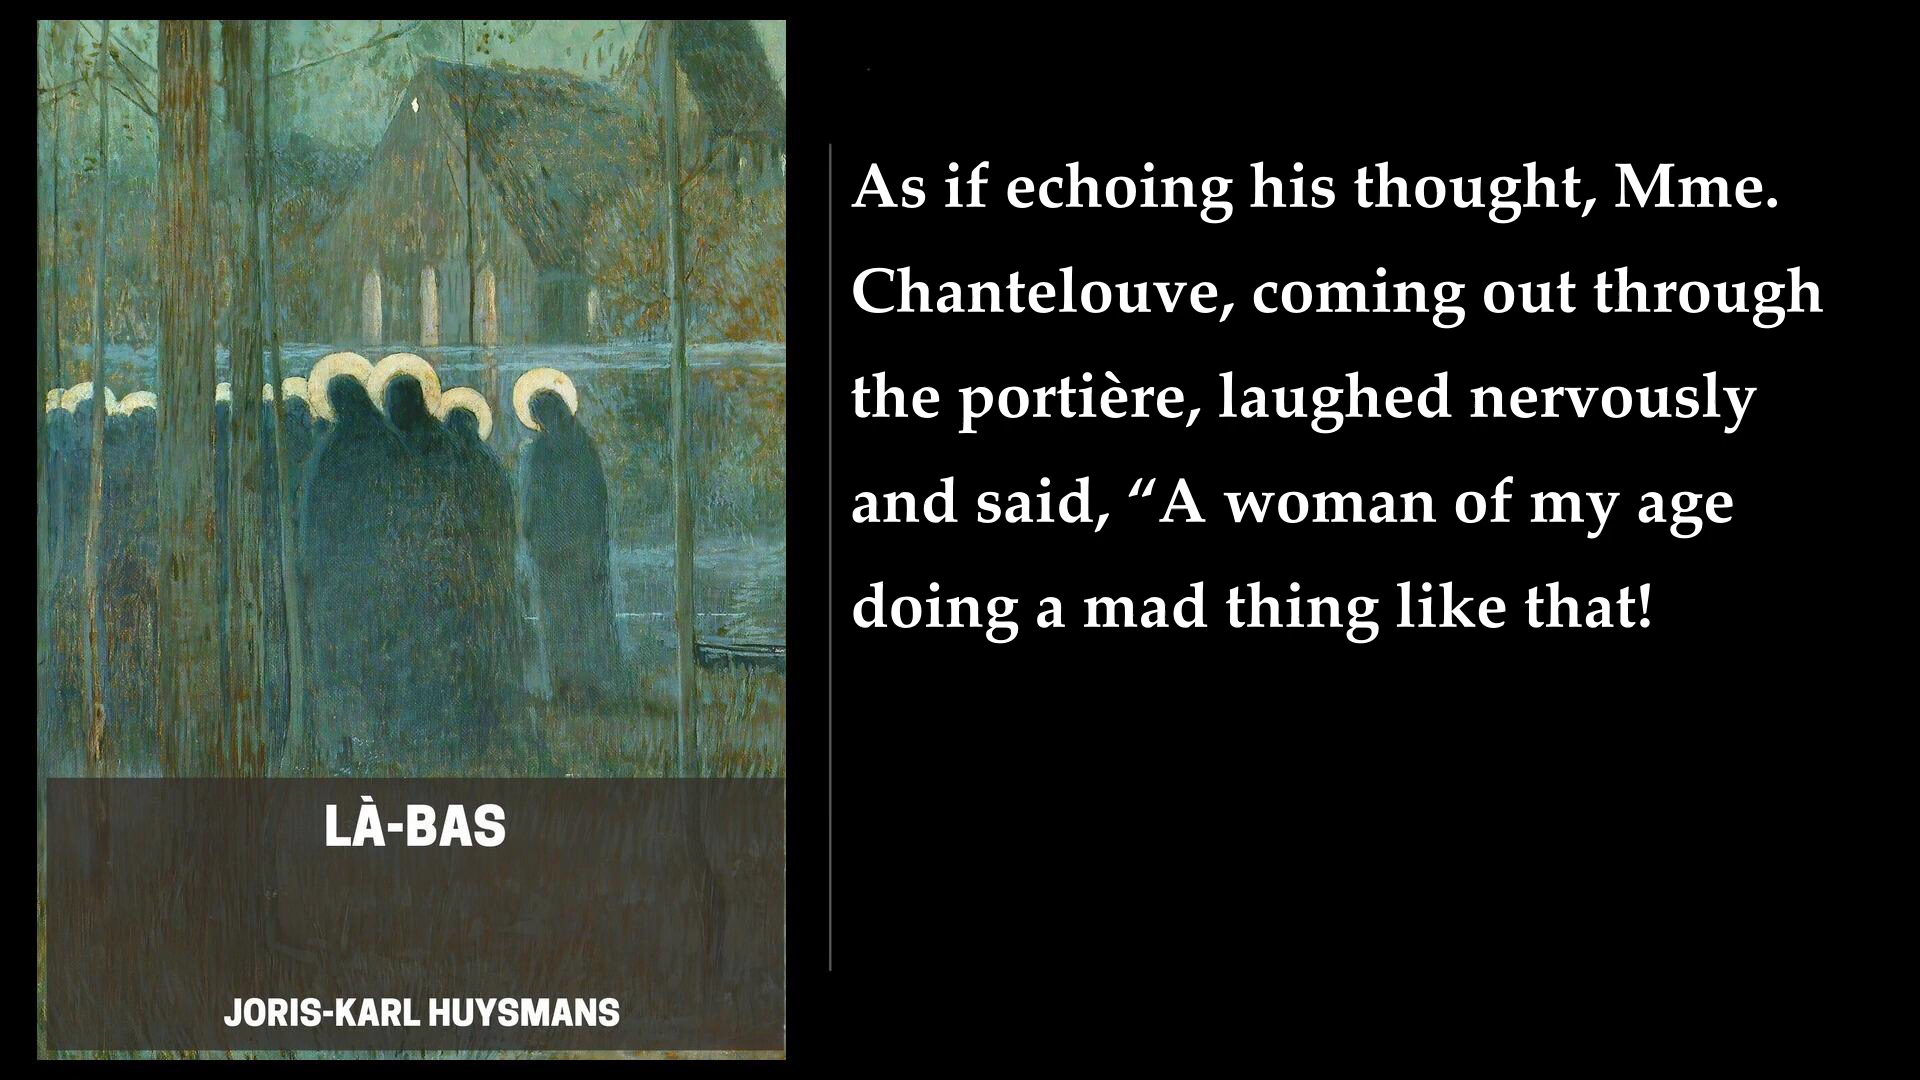 LÀ-BAS
JORIS-KARL HUYSMANS
As if echoing his thought, Mme.
Chantelouve, coming out through
the portière, laughed nervously
and said, “A woman of my age
doing a mad thing like that!